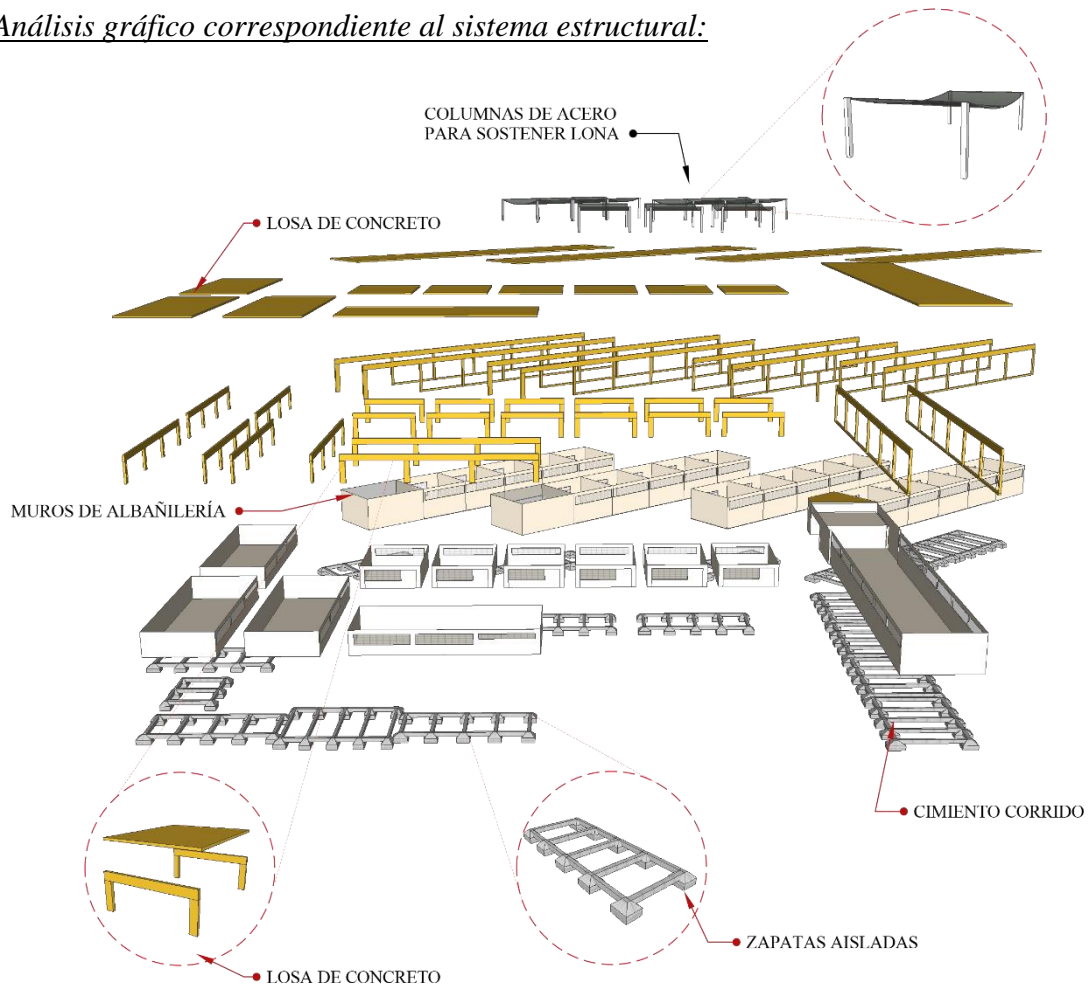 Análisis gráfico correspondiente al sistema estructural:
COLUMNAS DE ACERO
PARA SOSTENER LONA
LOSA DE CONCRETO
MUROS DE ALBAÑILERÍA
CIMIENTO CORRIDO
ZAPATAS AISLADAS
LOSA DE CONCRETO